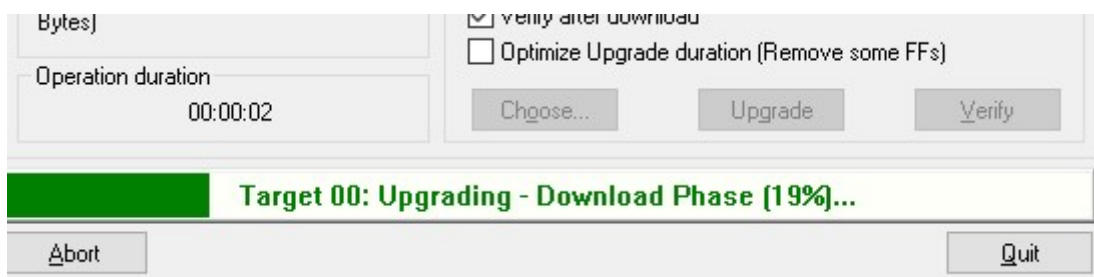 Bytes)
Verify after download
Optimize Upgrade duration (Remove some FFs)
Operation duration
00:00:02
Choose...
Upgrade
Verify
Target 00: Upgrading - Download Phase (19%)...
Abort
Quit